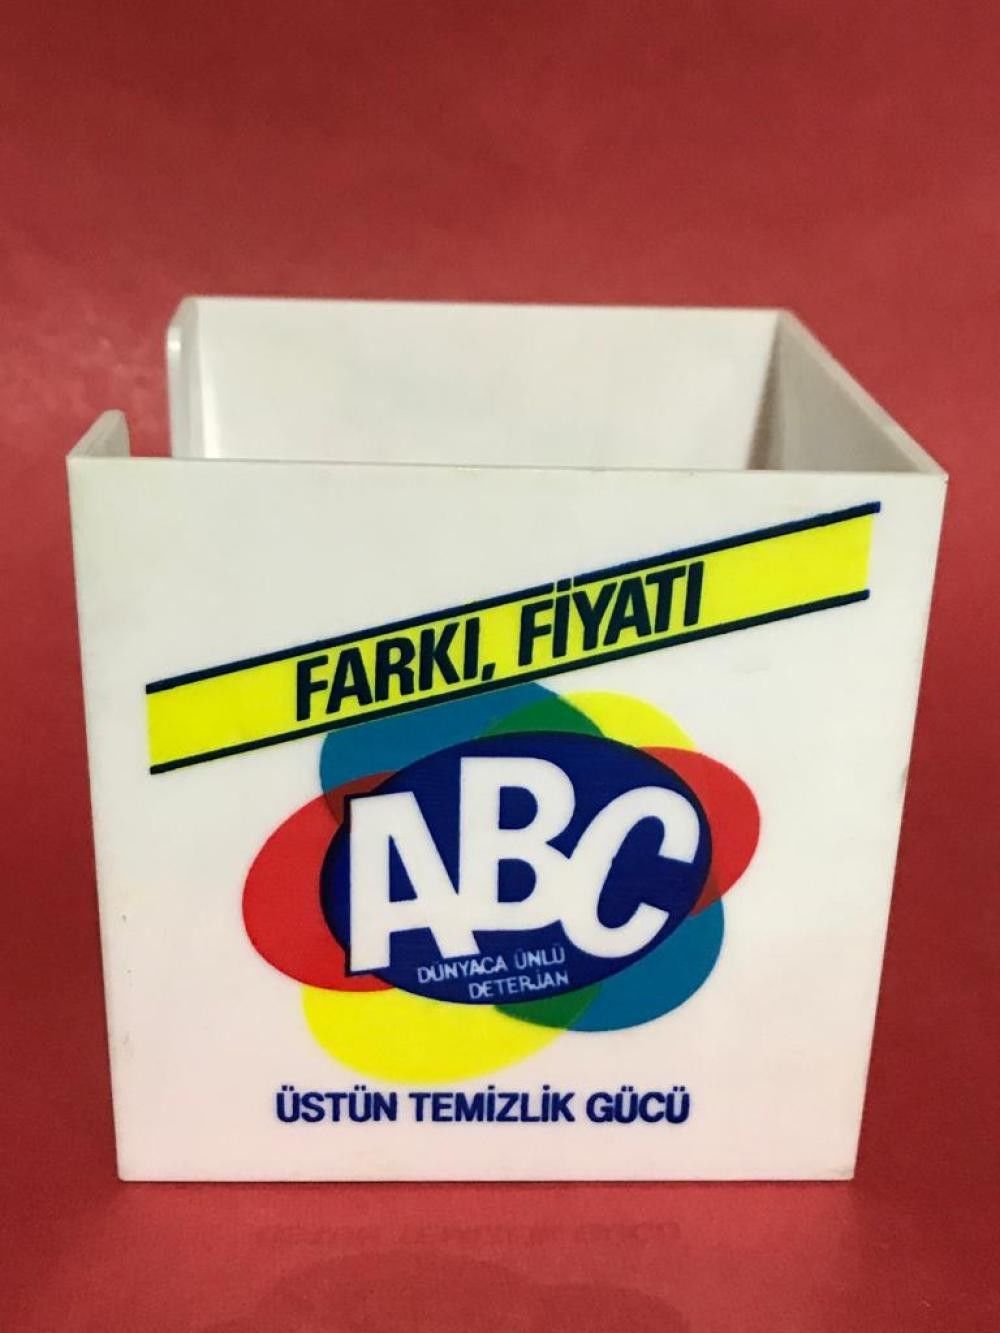 FARKI, FİYATI
ABC
DÜNYACA ÜNLÜ
DETERJAN
ÜSTÜN TEMİZLİK GÜCÜ